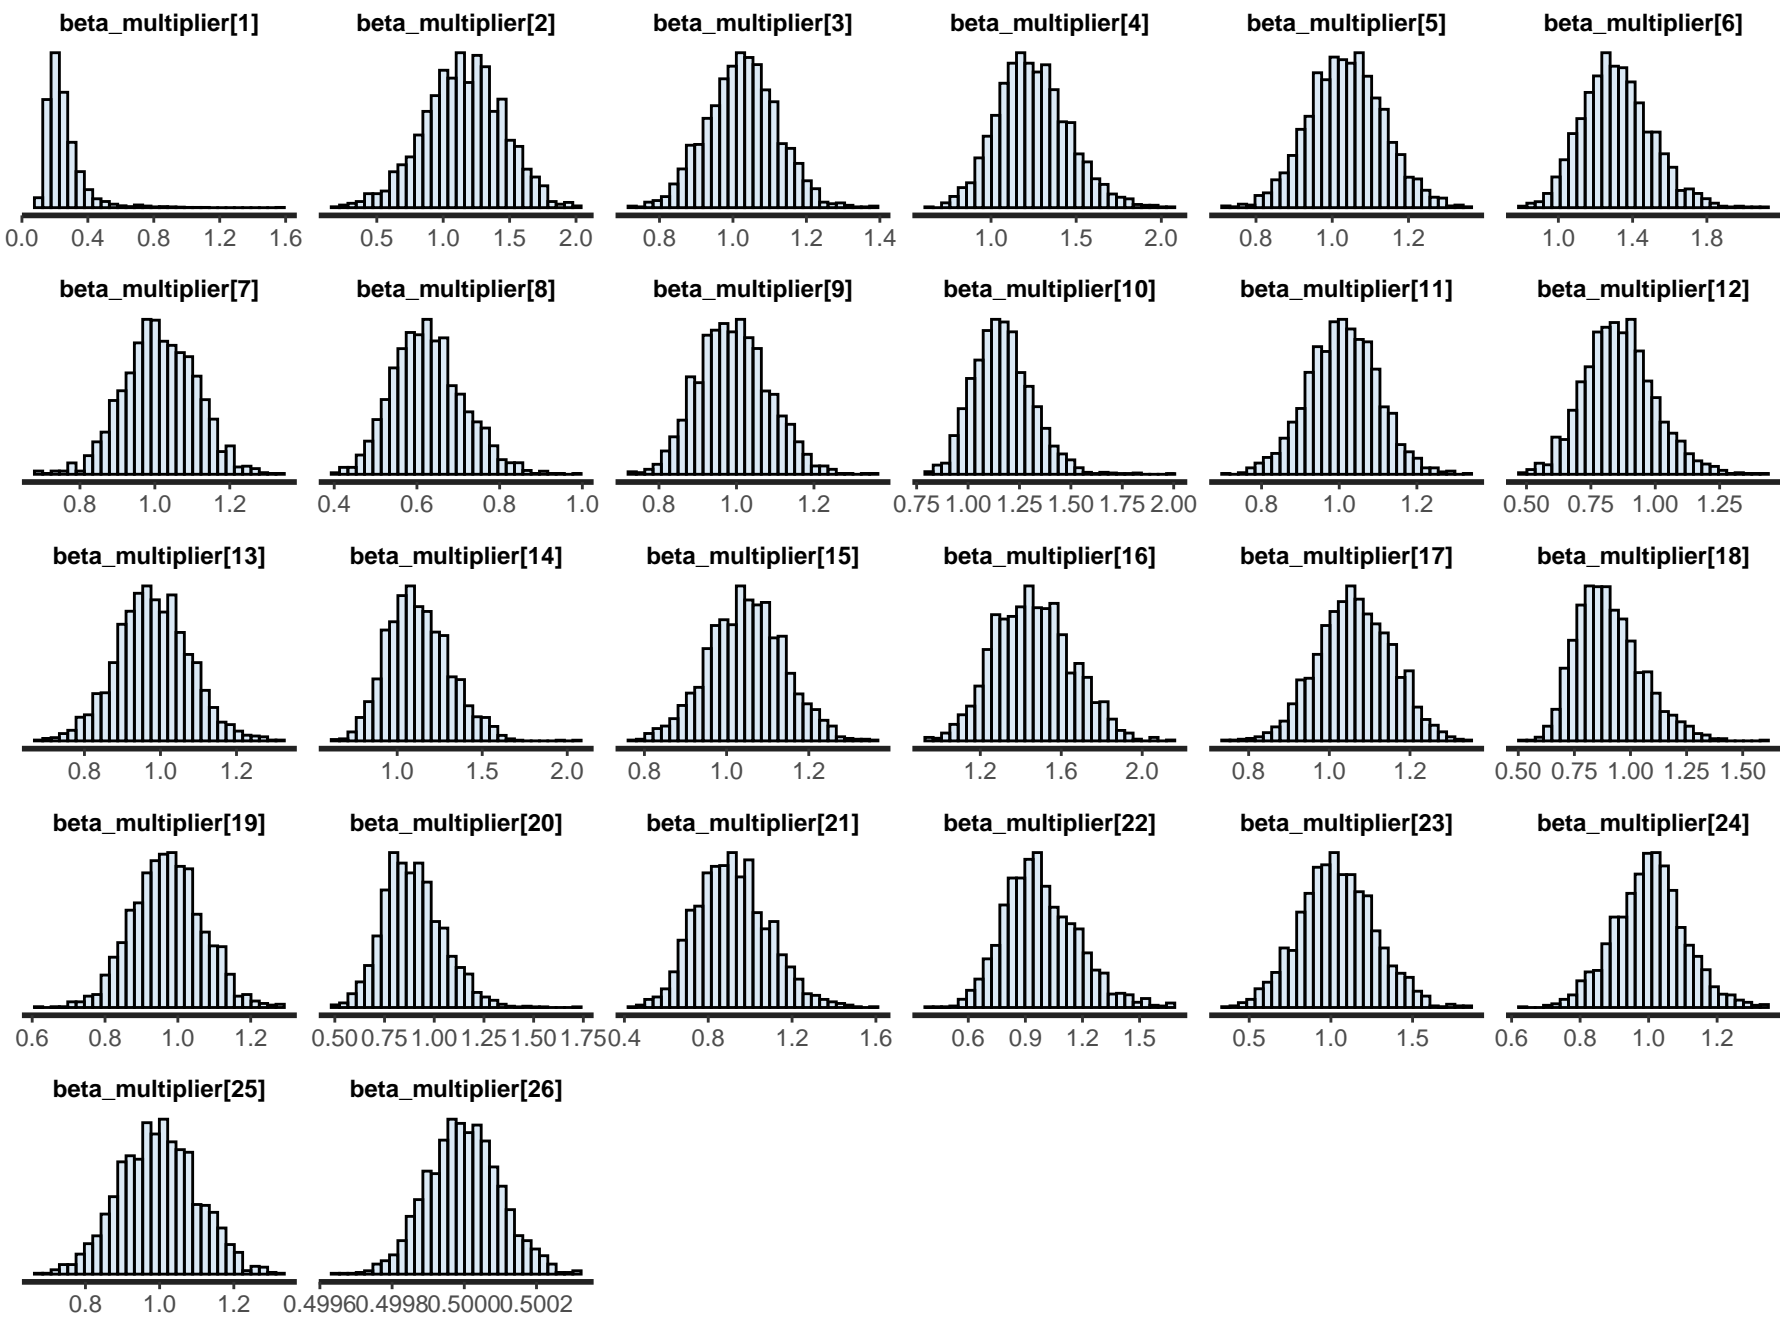 beta_multiplier[1] beta_multiplier[2] beta_multiplier[3] beta_multiplier[4] beta_multiplier[5] beta_multiplier[6]
0.0 0.4 0.8 1.2 1.6 0.5 1.0 1.5 2.0 0.8 1.0 1.2 1.4 1.0 1.5 2.0 0.8 1.0 1.2 1.0 1.4 1.8
beta_multiplier[7] beta_multiplier[8] beta_multiplier[9] beta_multiplier[10] beta_multiplier[11] beta_multiplier[12]
0.8 1.0 1.2 0.4 0.6 0.8 1.0 0.8 1.0 1.2 0.75 1.00 1.25 1.50 1.75 2.00 0.8 1.0 1.2 0.50 0.75 1.00 1.25
beta_multiplier[13] beta_multiplier[14] beta_multiplier[15] beta_multiplier[16] beta_multiplier[17] beta_multiplier[18]
0.8 1.0 1.2 1.0 1.5 2.0 0.8 1.0 1.2 1.2 1.6 2.0 0.8 1.0 1.2 0.50 0.75 1.00 1.25 1.50
beta_multiplier[19] beta_multiplier[20] beta_multiplier[21] beta_multiplier[22] beta_multiplier[23] beta_multiplier[24]
0.6 0.8 1.0 1.2 0.50 0.75 1.00 1.25 1.50 1.75 0.4 0.8 1.2 1.6 0.6 0.9 1.2 1.5 0.5 1.0 1.5 0.6 0.8 1.0 1.2
beta_multiplier[25] beta_multiplier[26]
0.8 1.0 1.2 0.4996 0.4998 0.5000 0.5002